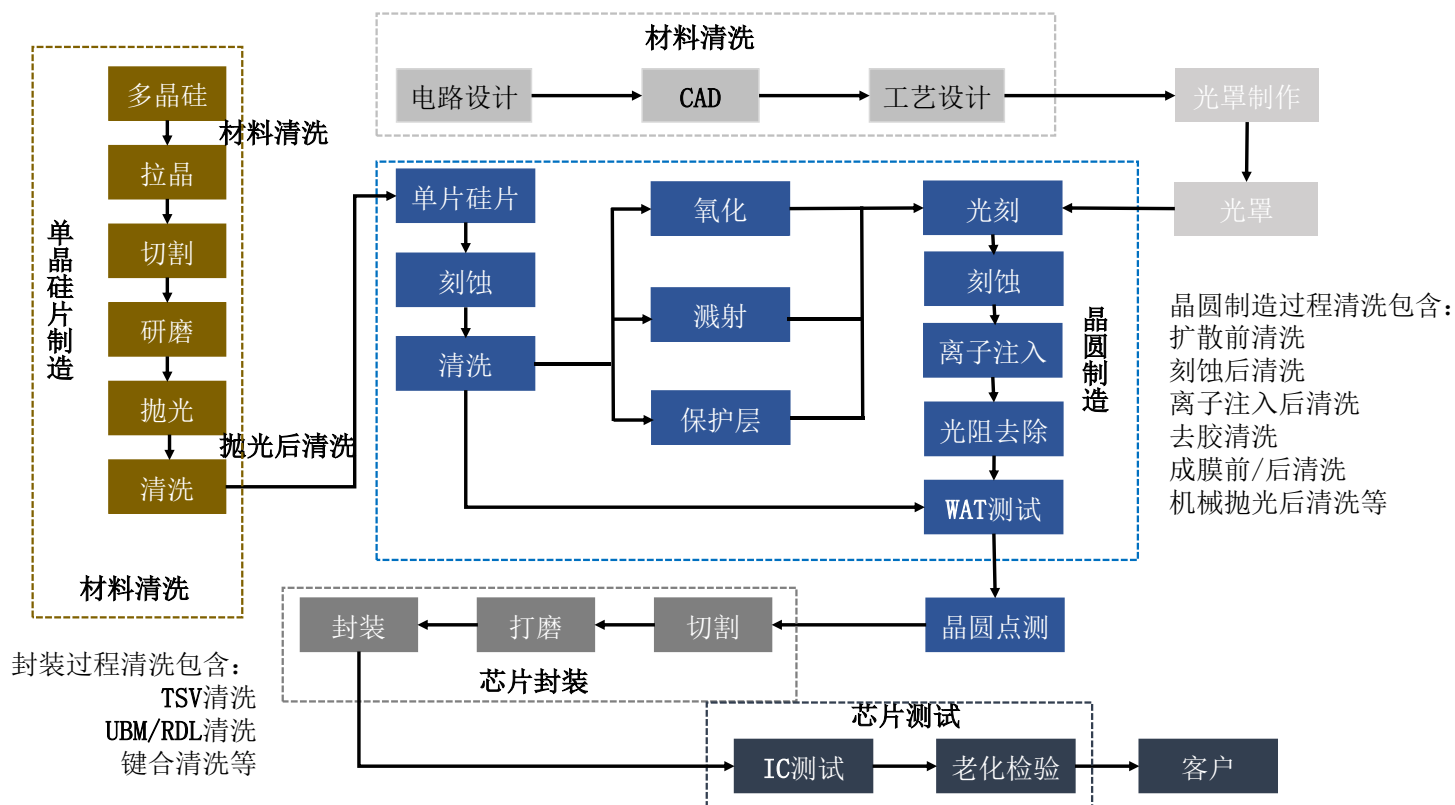 材料清洗
电路设计
CAD
工艺设计
光罩制作
光罩
多晶硅
材料清洗
拉晶
切割
研磨
抛光
抛光后清洗
清洗
单晶硅片制造
材料清洗
单片硅片
刻蚀
清洗
氧化
溅射
保护层
光刻
刻蚀
离子注入
光阻去除
WAT测试
晶圆制造
晶圆制造过程清洗包含：
扩散前清洗
刻蚀后清洗
离子注入后清洗
去胶清洗
成膜前/后清洗
机械抛光后清洗等
封装
打磨
切割
晶圆点测
芯片封装
封装过程清洗包含：
TSV清洗
UBM/RDL清洗
键合清洗等
芯片测试
IC测试
老化检验
客户